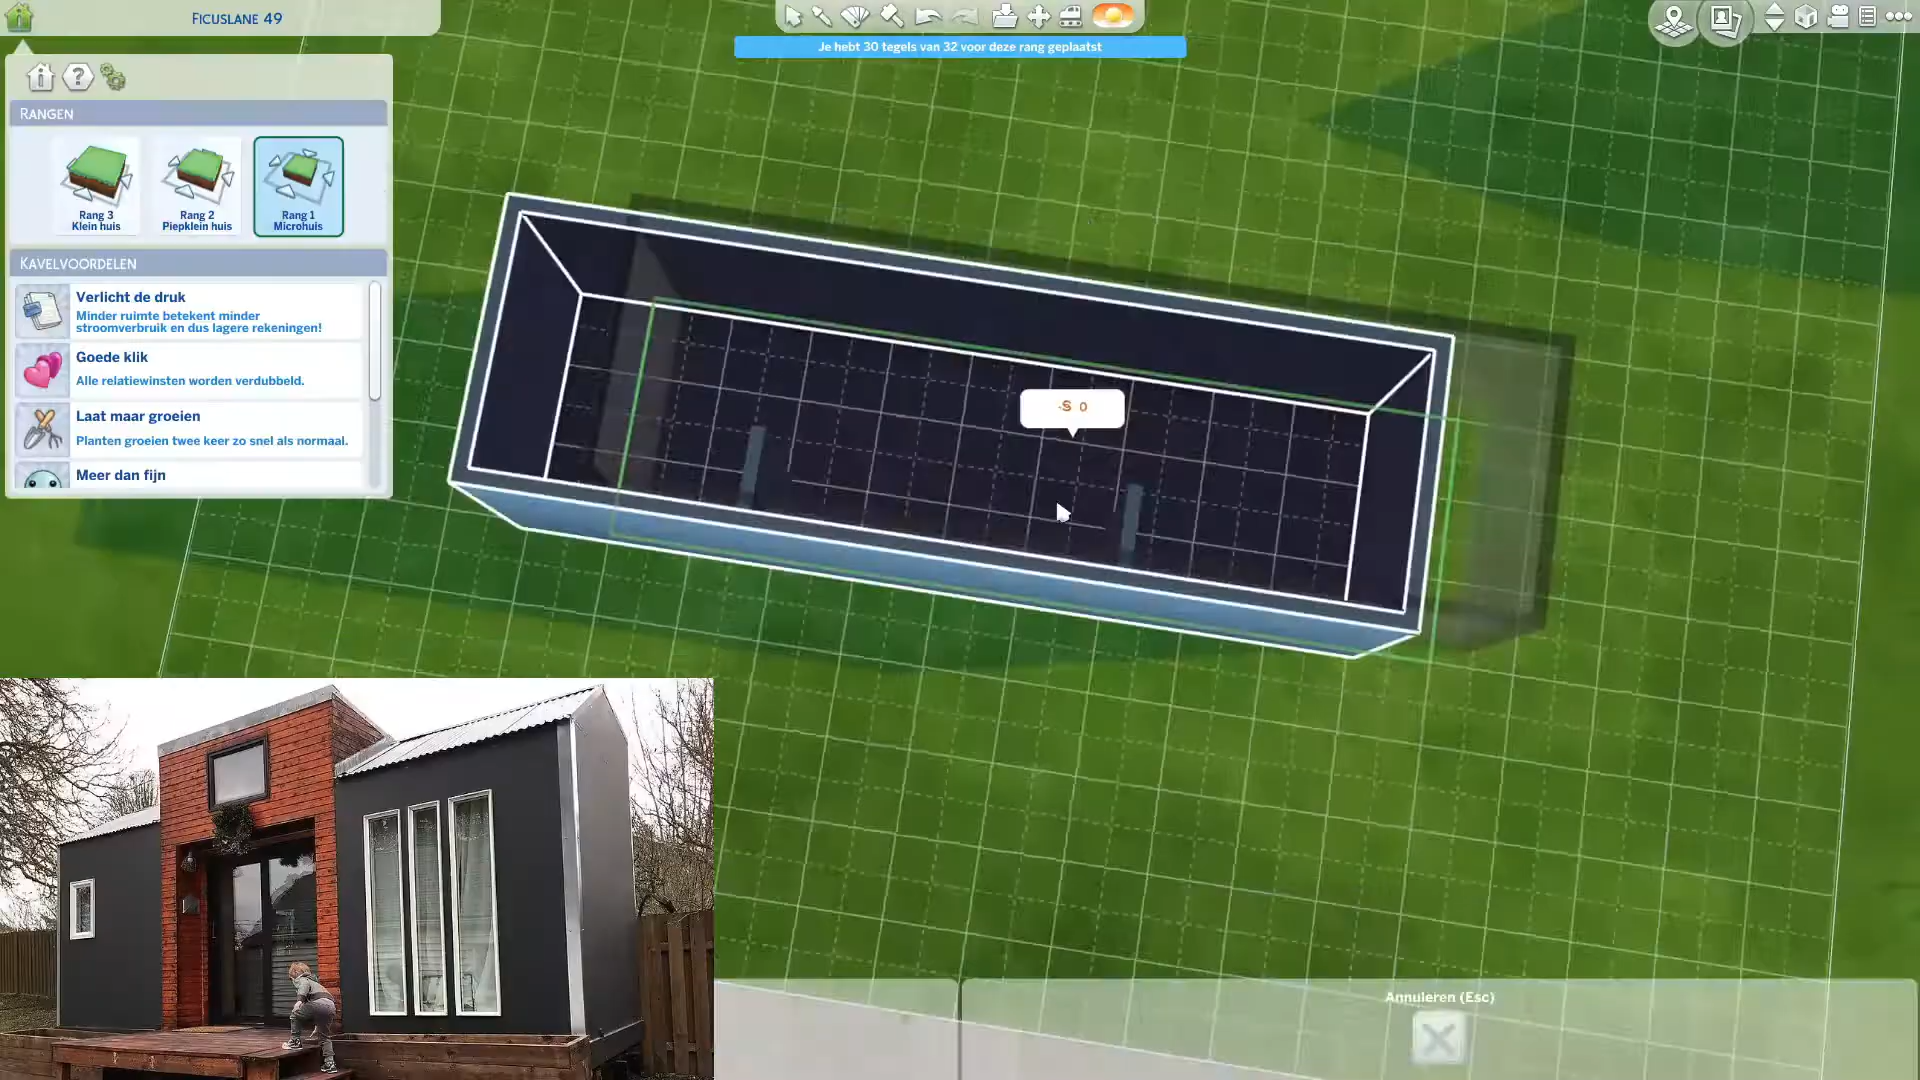 FICUSLANE 49
Je hebt 30 tegels van 32 voor deze rang geplaatst
RANGEN
Rang 3
Klein huis
Rang 2
Piepklein huis
Rang 1
Microhuis
KAVELVOORDELEN
Verlicht de druk
Minder ruimte betekent minder
stroomverbruik en dus lagere rekeningen!
Goede klik
Alle relatiewinsten worden verdubbeld.
Laat maar groeien
Planten groeien twee keer zo snel als normaal.
Meer dan fijn
-§ 0
Annuleren (Esc)